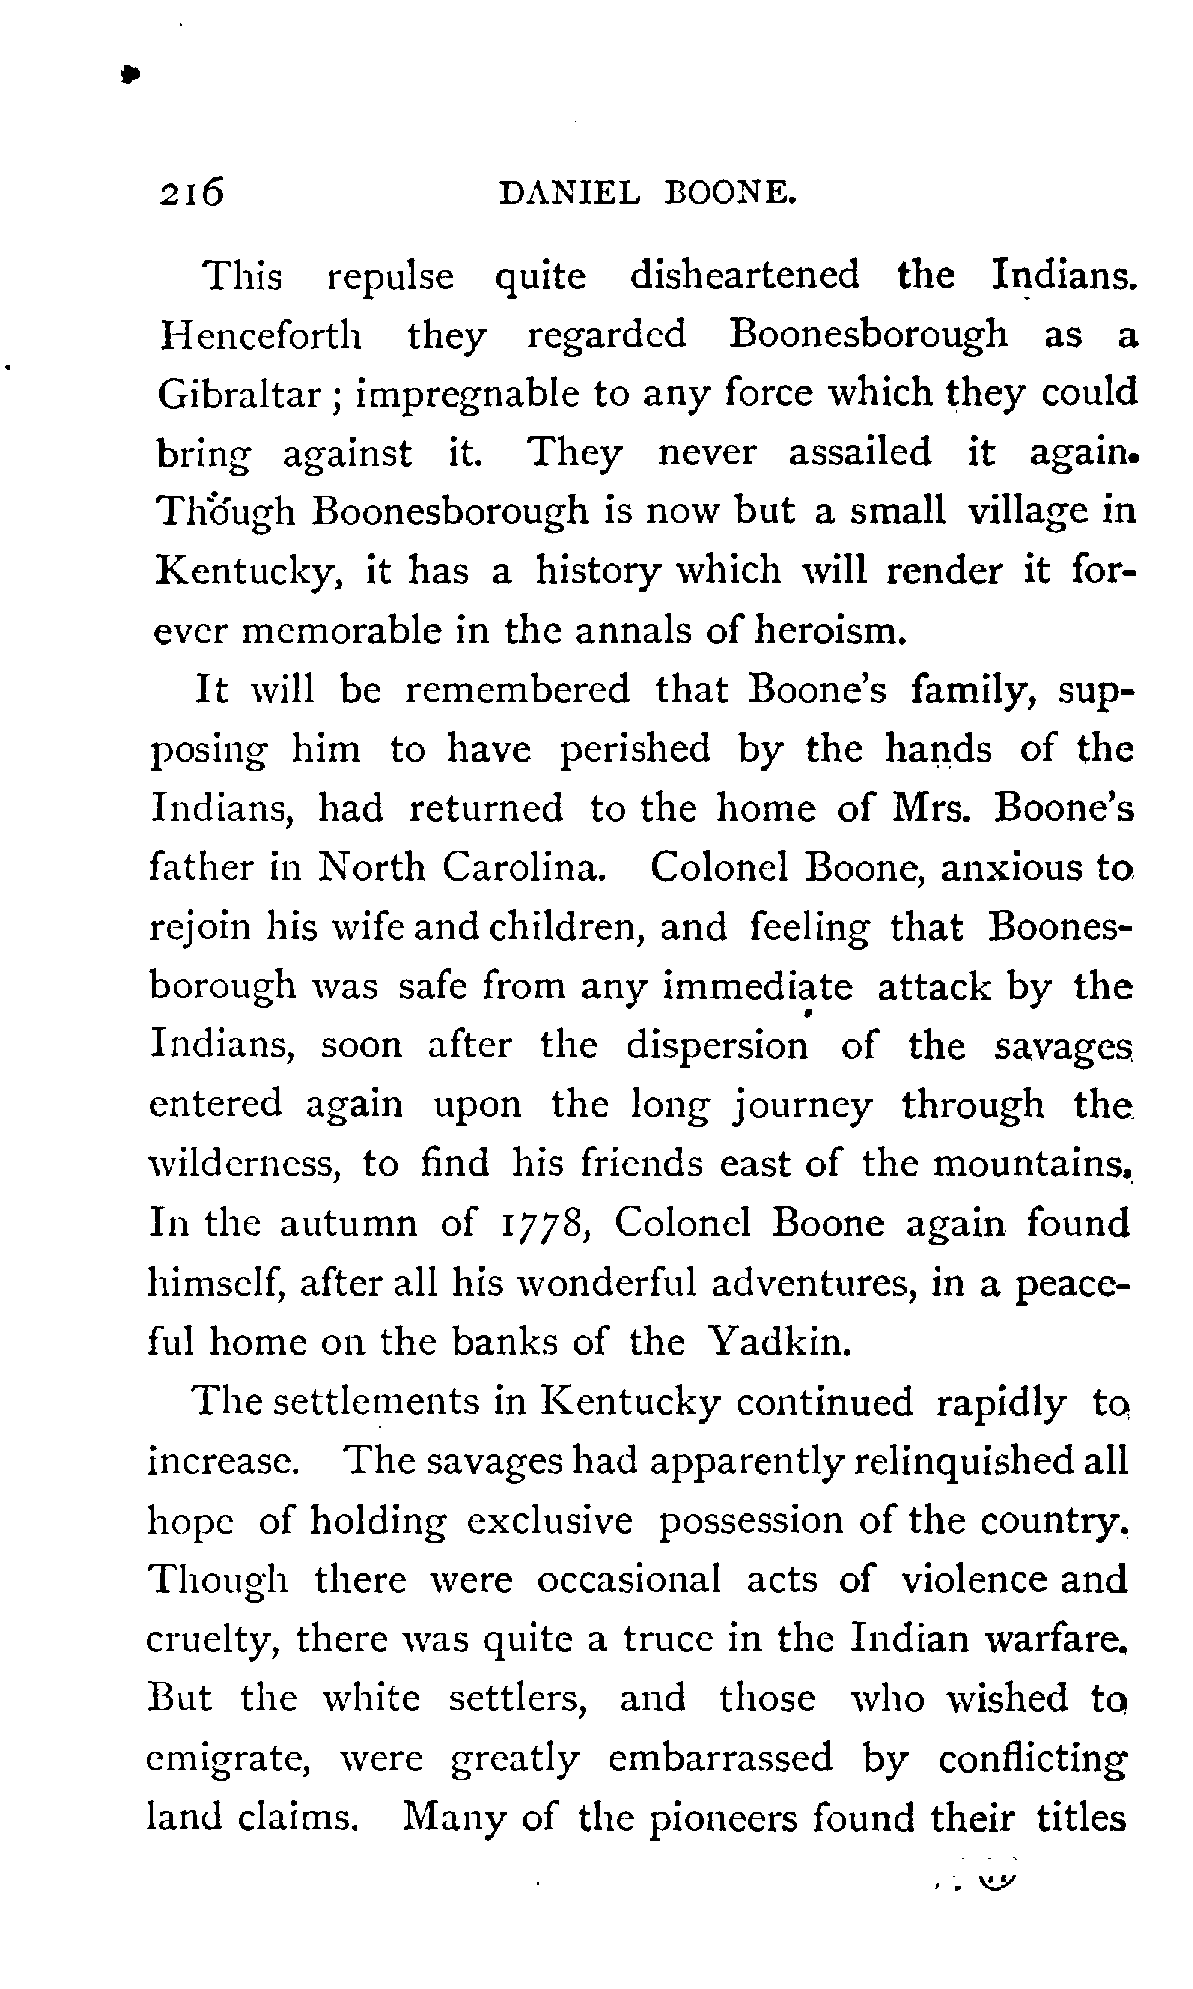 216 DANIEL BOONE.
This repulse quite disheartened the Indians.
Henceforth they regarded Boonesborough as a
Gibraltar ; impregnable to any force which they could
bring against it. They never assailed it again.
Though Boonesborough is now but a small village in
Kentucky, it has a history which will render it for-
ever memorable in the annals of heroism.
It will be remembered that Boone's family, sup-
posing him to have perished by the hands of the
Indians, had returned to the home of Mrs. Boone's
father in North Carolina. Colonel Boone, anxious to
rejoin his wife and children, and feeling that Boones-
borough was safe from any immediate attack by the
Indians, soon after the dispersion of the savages
entered again upon the long journey through the
wilderness, to find his friends east of the mountains.
In the autumn of 1778, Colonel Boone again found
himself, after all his wonderful adventures, in a peace-
ful home on the banks of the Yadkin.
The settlements in Kentucky continued rapidly to
increase. The savages had apparently relinquished all
hope of holding exclusive possession of the country.
Though there were occasional acts of violence and
cruelty, there was quite a truce in the Indian warfare.
But the white settlers, and those who wished to
emigrate, were greatly embarrassed by conflicting
land claims. Many of the pioneers found their titles